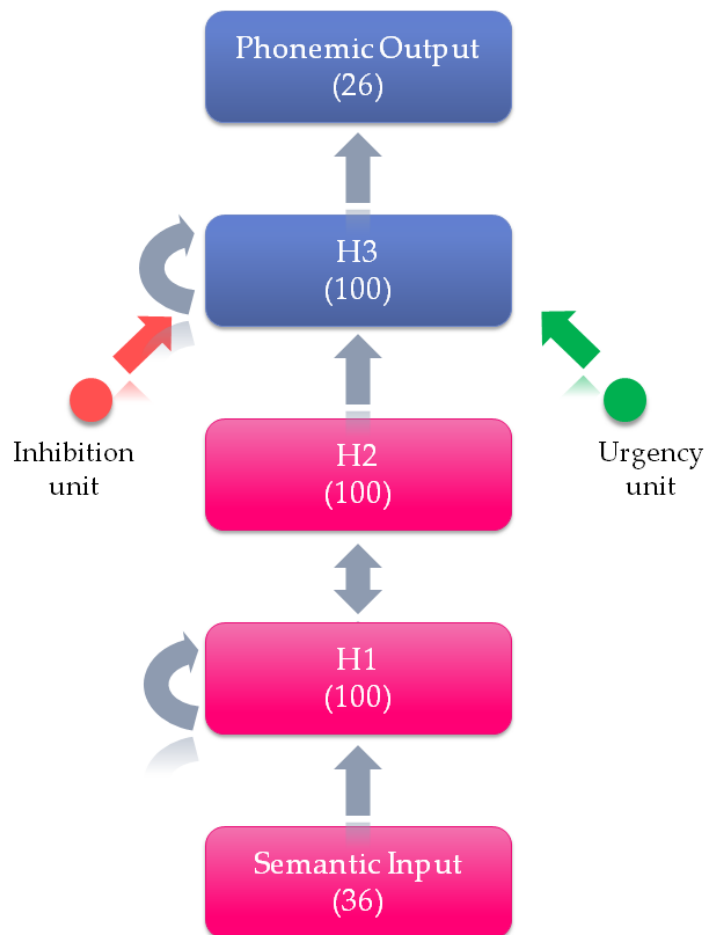 Phonemic Output
(26)
H3
(100)
Inhibition
unit
Urgency
unit
H2
(100)
H1
(100)
Semantic Input
(36)